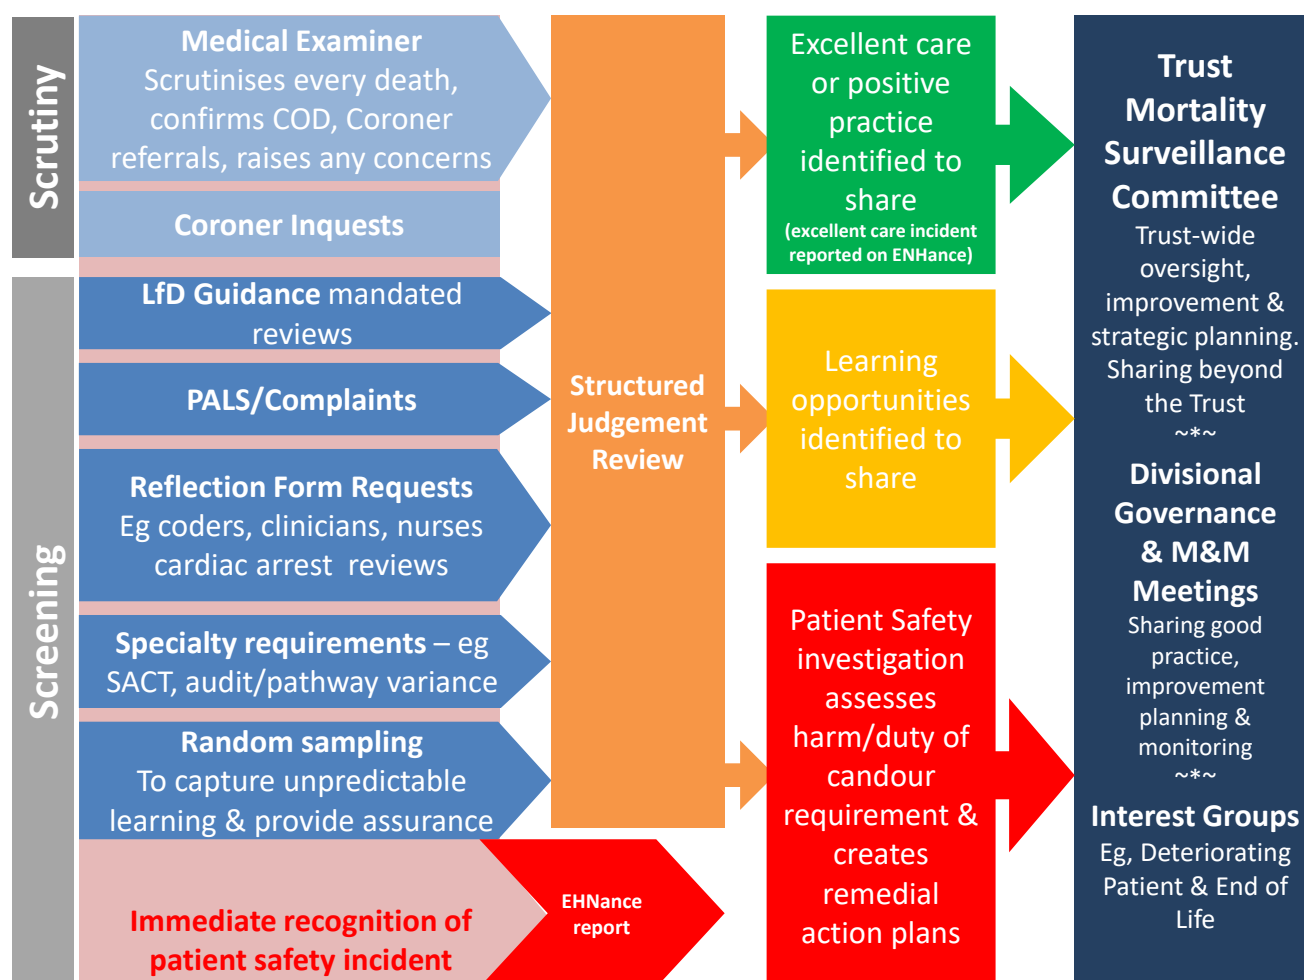 Scrutiny
Medical Examiner
Scrutinises every death,
confirms COD, Coroner
referrals, raises any concerns
Coroner Inquests
Screening
LfD Guidance mandated
reviews
PALS/Complaints
Reflection Form Requests
Eg coders, clinicians, nurses
cardiac arrest reviews
Specialty requirements – eg
SACT, audit/pathway variance
Random sampling
To capture unpredictable
learning & provide assurance
Immediate recognition of
patient safety incident
EHNance
report
Structured
Judgement
Review
Excellent care
or positive
practice
identified to
share
(excellent care incident
reported on ENHance)
Learning
opportunities
identified to
share
Patient Safety
investigation
assesses
harm/duty of
candour
requirement &
creates
remedial
action plans
Trust
Mortality
Surveillance
Committee
Trust-wide
oversight,
improvement &
strategic planning.
Sharing beyond
the Trust
~*~
Divisional
Governance
& M&M
Meetings
Sharing good
practice,
improvement
planning &
monitoring
~*~
Interest Groups
Eg, Deteriorating
Patient & End of
Life